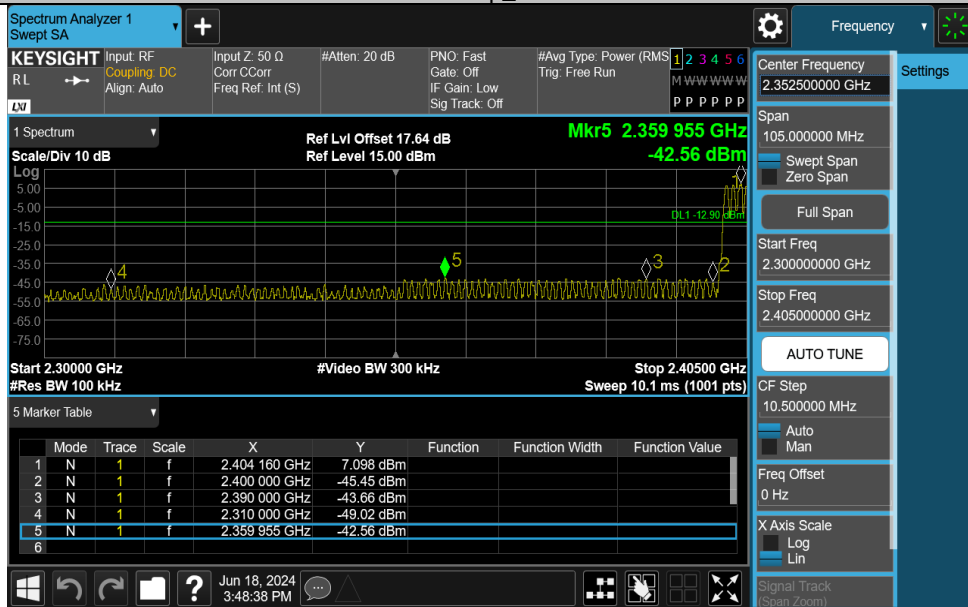 Spectrum Analyzer 1
Swept SA
+
Frequency
KEYSIGHT
R L
LXI
Input: RF
Coupling: DC
Align: Auto
Input Z: 50 Ω
Corr CCorr
Freq Ref: Int (S)
#Atten: 20 dB
PNO: Fast
Gate: Off
IF Gain: Low
Sig Track: Off
#Avg Type: Power (RMS
Trig: Free Run
1 2 3 4 5 6
M W W W W W
P P P P P P
1 Spectrum
Scale/Div 10 dB
Ref Lvl Offset 17.64 dB
Ref Level 15.00 dBm
Mkr5 2.359 955 GHz
-42.56 dBm
Log
5.00
-5.00
-15.0
-25.0
-35.0
-45.0
-55.0
-65.0
-75.0
DL1 -12.90 dBm
1
4
5
3
2
Start 2.30000 GHz
#Video BW 300 kHz
Stop 2.40500 GHz
#Res BW 100 kHz
Sweep 10.1 ms (1001 pts)
5 Marker Table
Mode Trace Scale X Y Function Function Width Function Value
1 N 1 f 2.404 160 GHz 7.098 dBm
2 N 1 f 2.400 000 GHz -45.45 dBm
3 N 1 f 2.390 000 GHz -43.66 dBm
4 N 1 f 2.310 000 GHz -49.02 dBm
5 N 1 f 2.359 955 GHz -42.56 dBm
6
?
Jun 18, 2024
3:48:38 PM
Center Frequency
2.352500000 GHz
Settings
Span
105.000000 MHz
Swept Span
Zero Span
Full Span
Start Freq
2.300000000 GHz
Stop Freq
2.405000000 GHz
AUTO TUNE
CF Step
10.500000 MHz
Auto
Man
Freq Offset
0 Hz
X Axis Scale
Log
Lin
Signal Track
(Span Zoom)